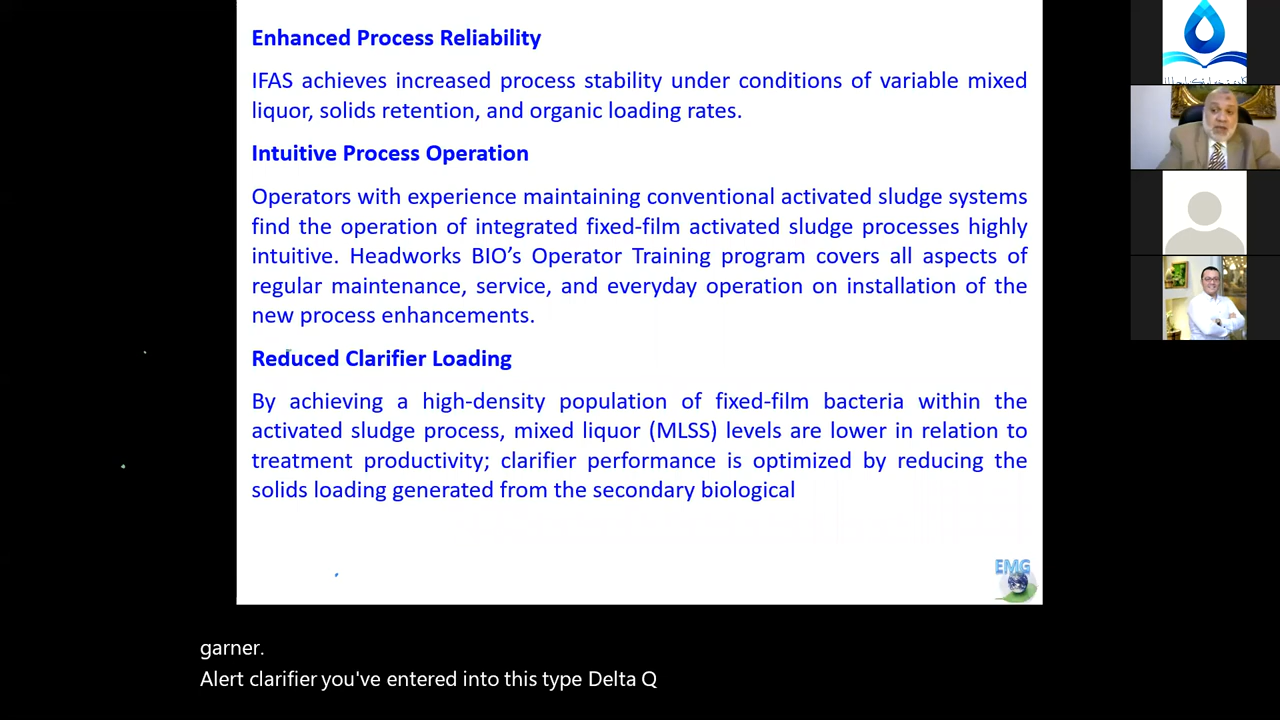 Enhanced Process Reliability
IFAS achieves increased process stability under conditions of variable mixed
liquor, solids retention, and organic loading rates.
Intuitive Process Operation
Operators with experience maintaining conventional activated sludge systems
find the operation of integrated fixed-film activated sludge processes highly
intuitive. Headworks BIO’s Operator Training program covers all aspects of
regular maintenance, service, and everyday operation on installation of the
new process enhancements.
Reduced Clarifier Loading
By achieving a high-density population of fixed-film bacteria within the
activated sludge process, mixed liquor (MLSS) levels are lower in relation to
treatment productivity; clarifier performance is optimized by reducing the
solids loading generated from the secondary biological
EMG
garner.
Alert clarifier you've entered into this type Delta Q